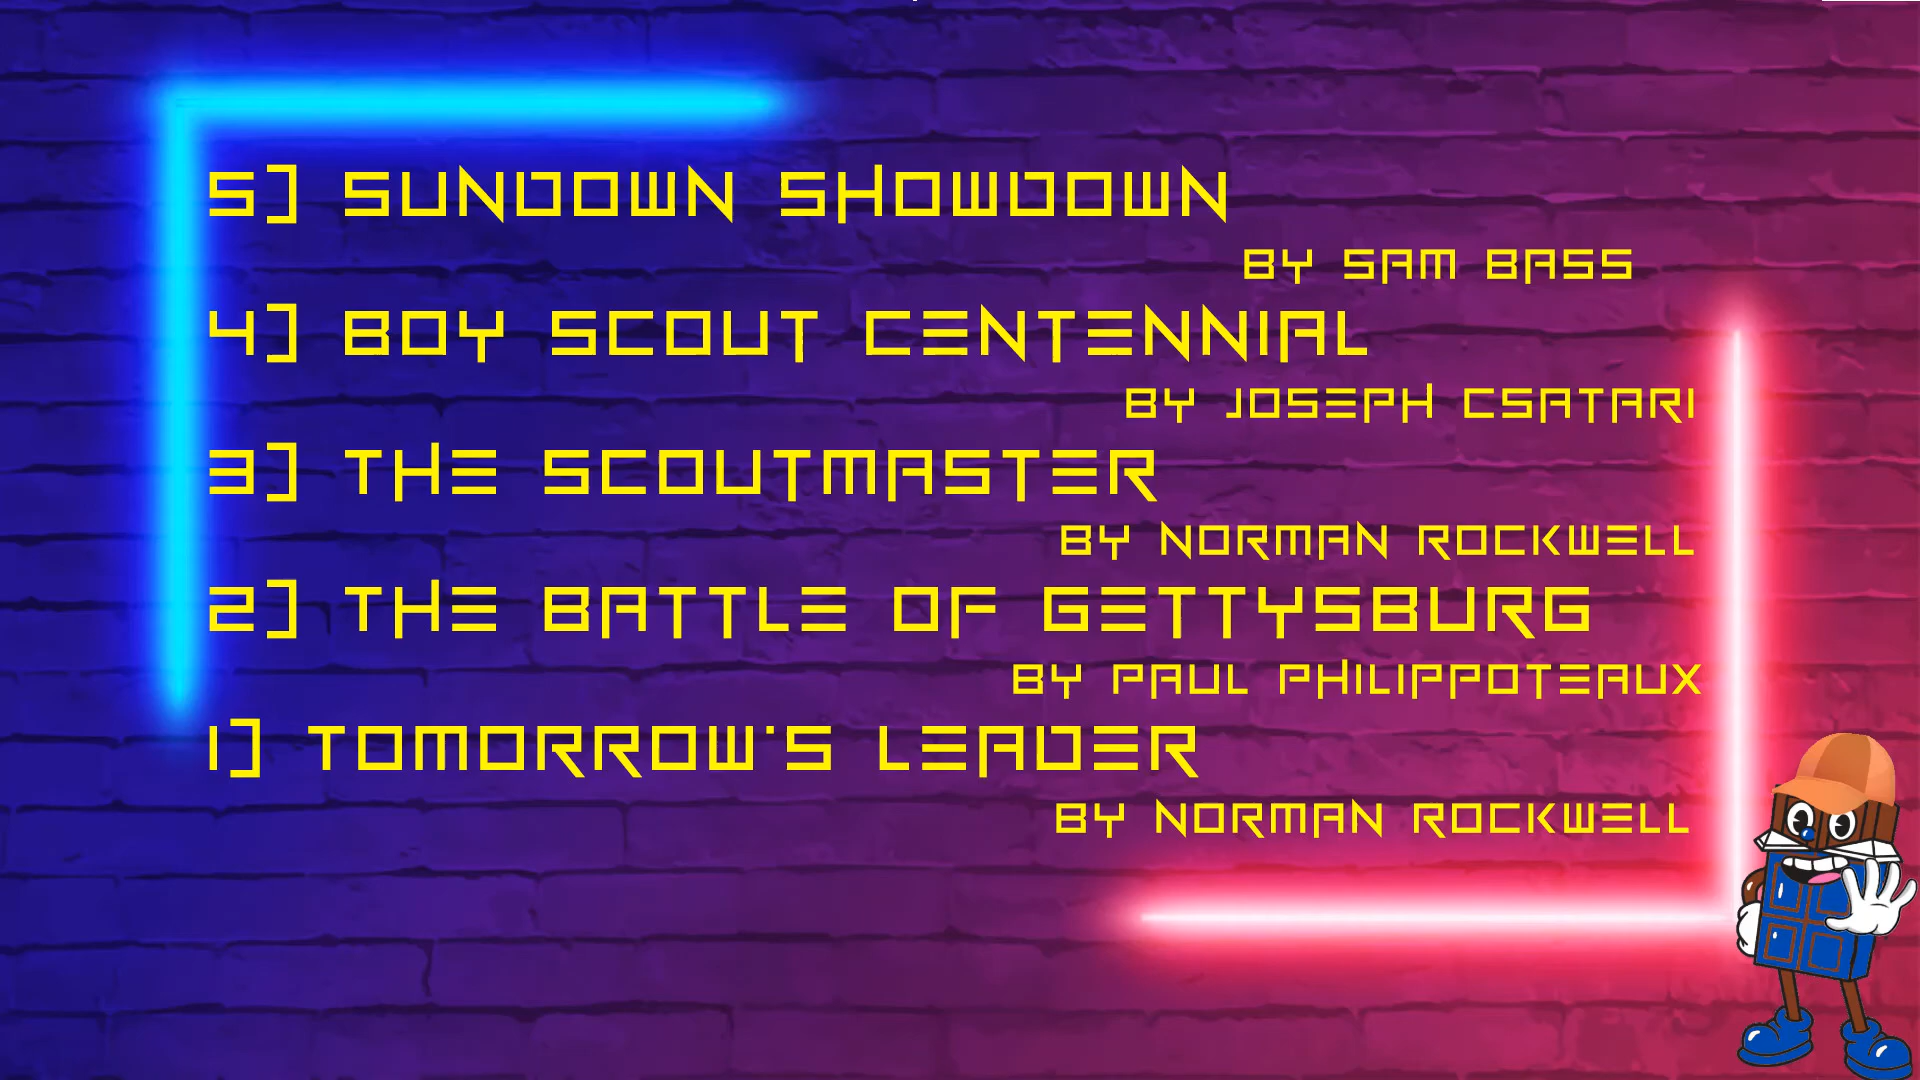 5] SUNDOWN SHOWDOWN
BY SAM BASS
4] BOY SCOUT CENTENNIAL
BY JOSEPH CSATARI
3] THE SCOUTMASTER
BY NORMAN ROCKWELL
2] THE BATTLE OF GETTYSBURG
BY PAUL PHILIPPOTEAUX
1] TOMORROW'S LEADER
BY NORMAN ROCKWELL